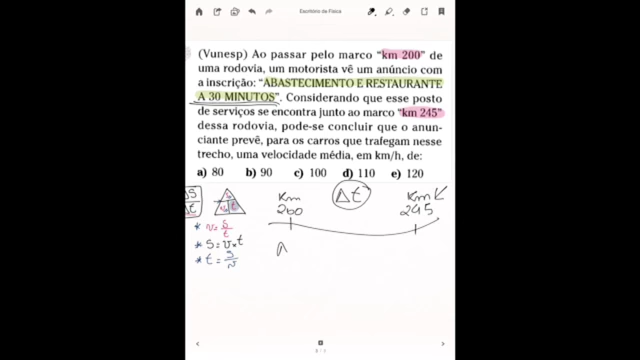 Escritório da Física
(Vunesp) Ao passar pelo marco “km 200” de
uma rodovia, um motorista vê um anúncio com
a inscrição: “ABASTECIMENTO E RESTAURANTE
A 30 MINUTOS”. Considerando que esse posto
de serviços se encontra junto ao marco “km 245”
dessa rodovia, pode-se concluir que o anun-
ciante prevê, para os carros que trafegam nesse
trecho, uma velocidade média, em km/h, de:
a) 80 b) 90 c) 100 d) 110 e) 120
ΔS
Δt
S
v t
Km
200
Δt
Km
245
* v = S/t
* S = v × t
* t = S/v